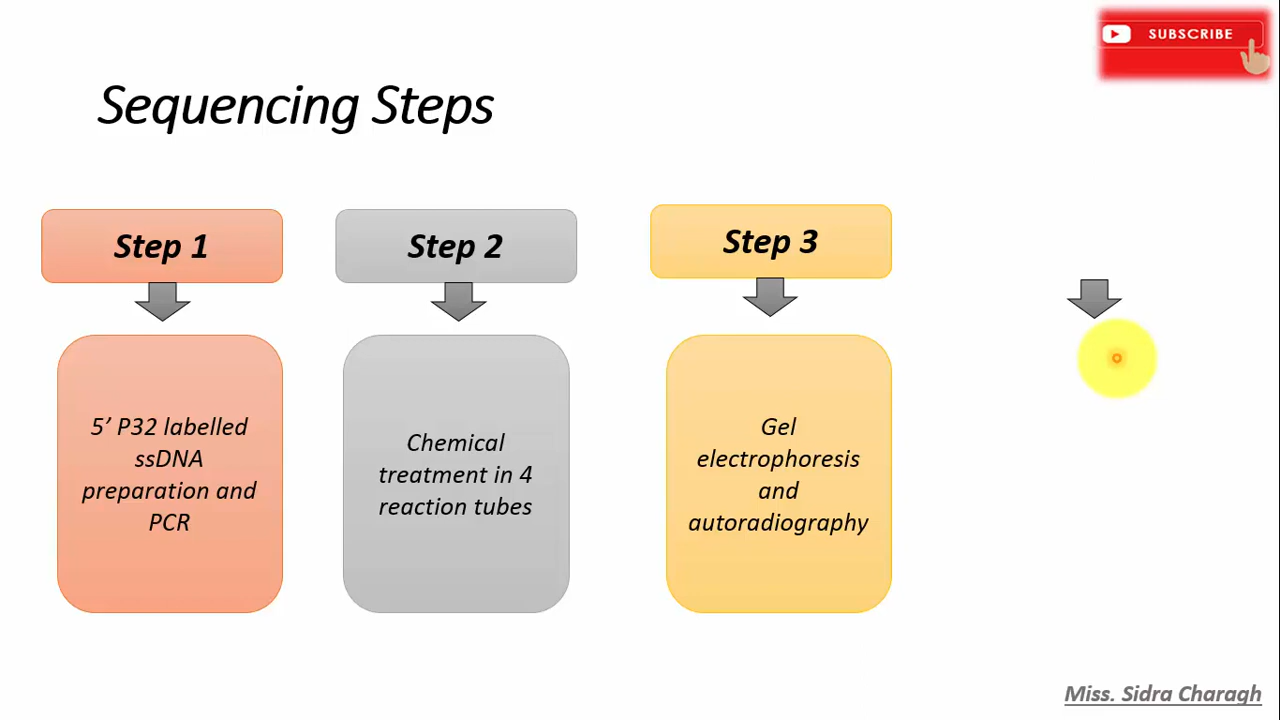 SUBSCRIBE
Sequencing Steps
Step 1
Step 2
Step 3
5’ P32 labelled
ssDNA
preparation and
PCR
Chemical
treatment in 4
reaction tubes
Gel
electrophoresis
and
autoradiography
Miss. Sidra Charagh